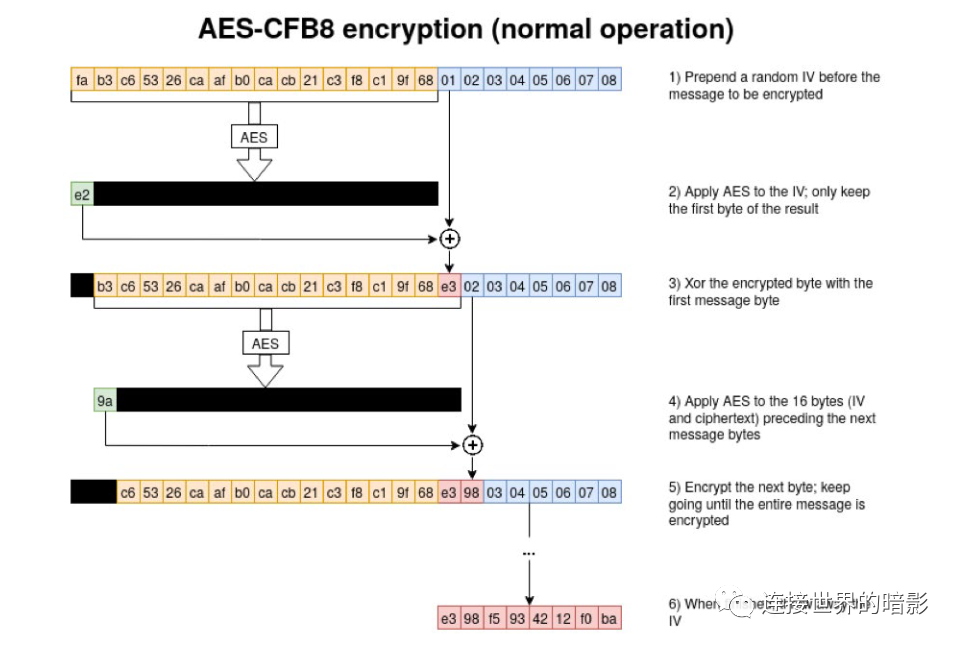 AES-CFB8 encryption (normal operation)
fa b3 c6 53 26 ca af b0 ca cb 21 c3 f8 c1 9f 68 01 02 03 04 05 06 07 08
1) Prepend a random IV before the
message to be encrypted
AES
e2
2) Apply AES to the IV; only keep
the first byte of the result
b3 c6 53 26 ca af b0 ca cb 21 c3 f8 c1 9f 68 e3 02 03 04 05 06 07 08
3) Xor the encrypted byte with the
first message byte
AES
9a
4) Apply AES to the 16 bytes (IV
and ciphertext) preceding the next
message bytes
c6 53 26 ca af b0 ca cb 21 c3 f8 c1 9f 68 e3 98 03 04 05 06 07 08
5) Encrypt the next byte; keep
going until the entire message is
encrypted
...
e3 98 f5 93 42 12 f0 ba
6) When
IV
连接世界的暗影